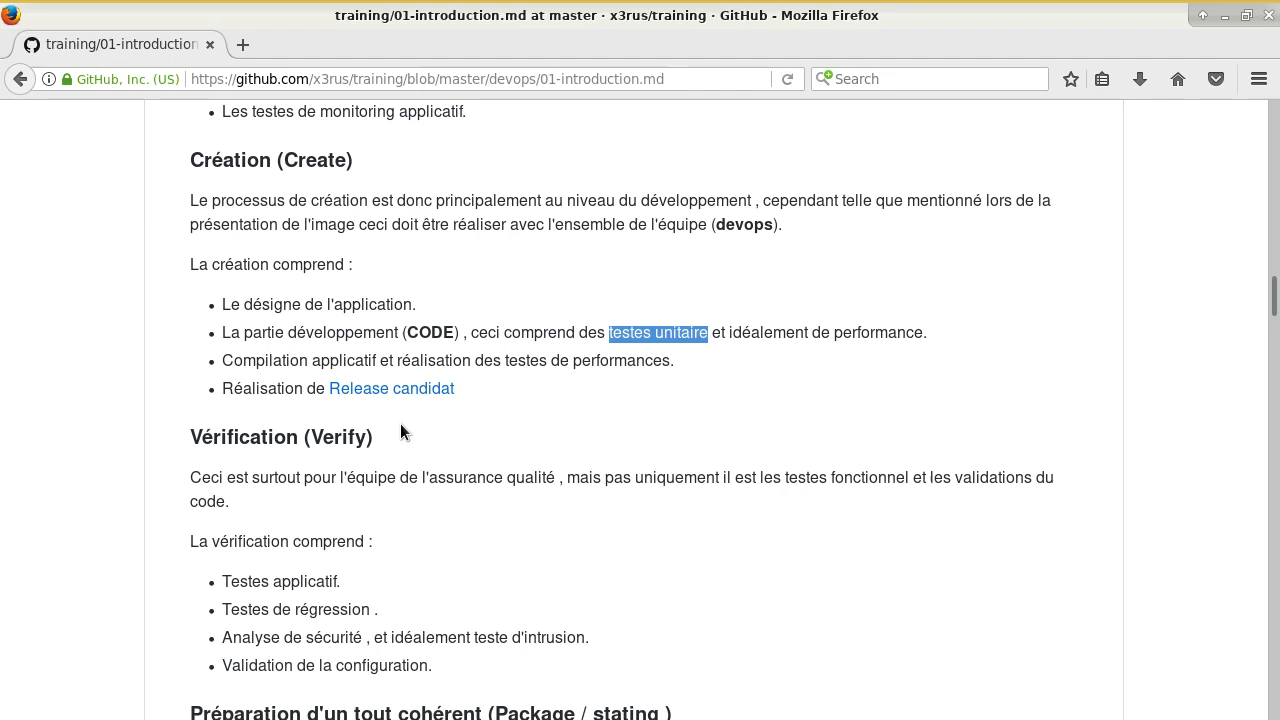 training/01-introduction.md at master · x3rus/training · GitHub - Mozilla Firefox
training/01-introduction
GitHub, Inc. (US)
https://github.com/x3rus/training/blob/master/devops/01-introduction.md
Search
Les testes de monitoring applicatif.
Création (Create)
Le processus de création est donc principalement au niveau du développement , cependant telle que mentionné lors de la
présentation de l'image ceci doit être réaliser avec l'ensemble de l'équipe (devops).
La création comprend :
Le désigne de l'application.
La partie développement (CODE) , ceci comprend des testes unitaire et idéalement de performance.
Compilation applicatif et réalisation des testes de performances.
Réalisation de Release candidat
Vérification (Verify)
Ceci est surtout pour l'équipe de l'assurance qualité , mais pas uniquement il est les testes fonctionnel et les validations du
code.
La vérification comprend :
Testes applicatif.
Testes de régression .
Analyse de sécurité , et idéalement teste d'intrusion.
Validation de la configuration.
Préparation d'un tout cohérent (Package / stating )